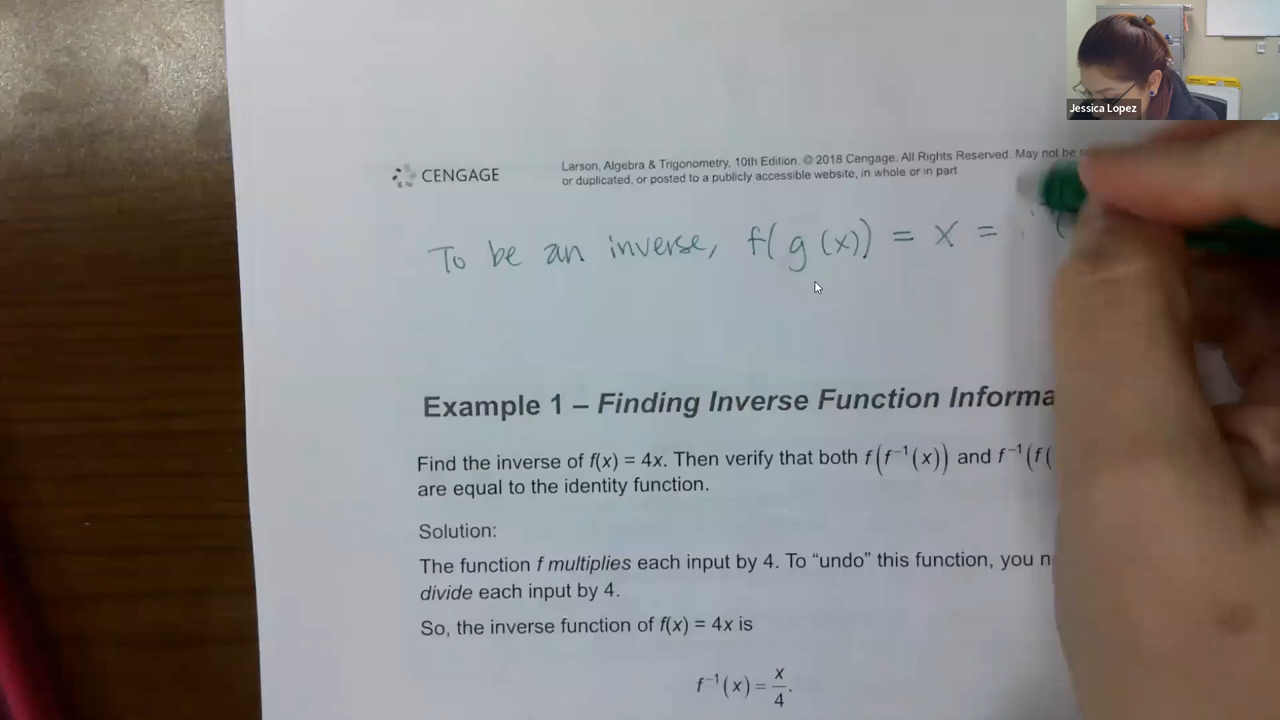 Jessica Lopez
CENGAGE
Larson, Algebra & Trigonometry, 10th Edition. © 2018 Cengage. All Rights Reserved. May not be
or duplicated, or posted to a publicly accessible website, in whole or in part
To be an inverse, f(g(x)) = x =
Example 1 – Finding Inverse Function
Find the inverse of f(x) = 4x. Then verify that both f(f⁻¹(x)) and f⁻¹(f(
are equal to the identity function.
Solution:
The function f multiplies each input by 4. To “undo” this function, you
divide each input by 4.
So, the inverse function of f(x) = 4x is
f⁻¹(x) = x/4.